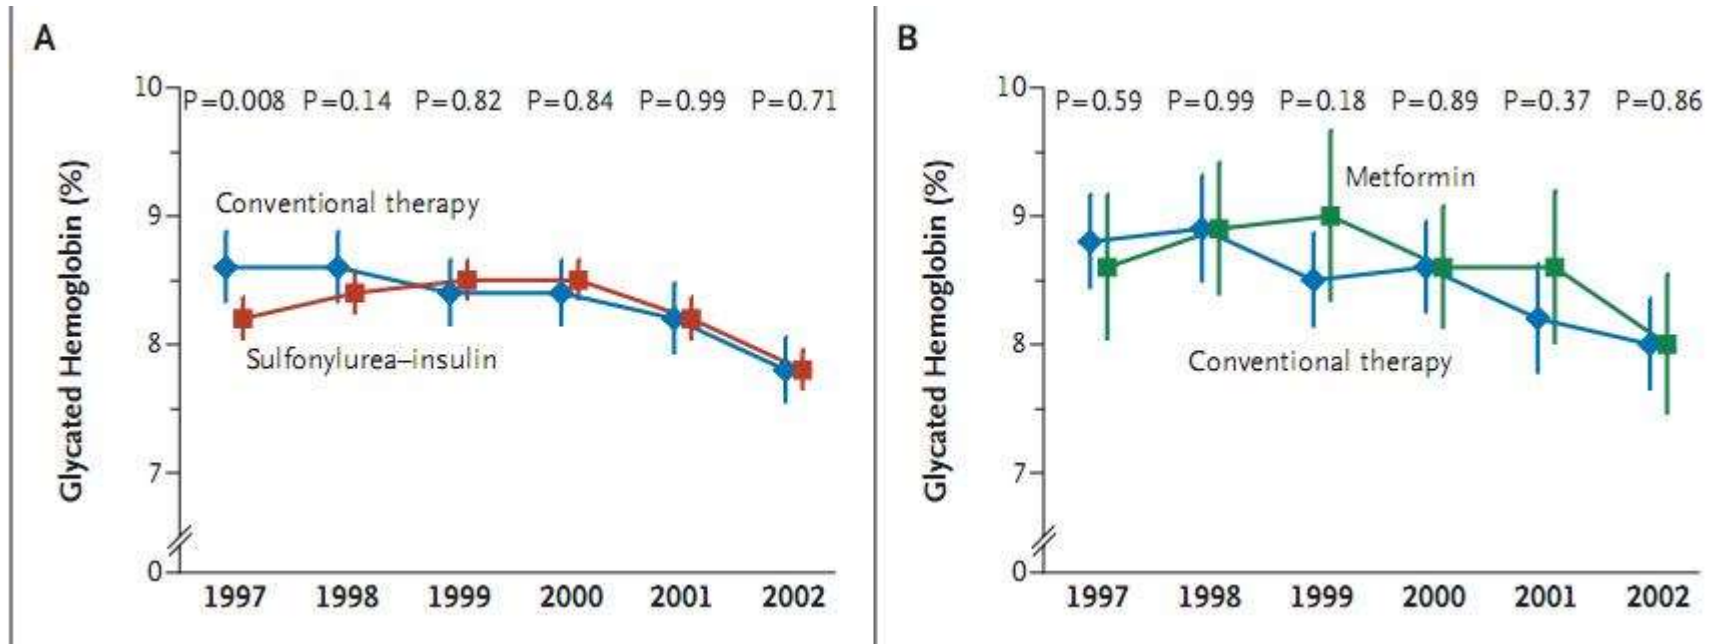 A
10
P=0.008 P=0.14 P=0.82 P=0.84 P=0.99 P=0.71
Conventional therapy
9
Glycated Hemoglobin (%)
8
Sulfonylurea–insulin
7
0
1997 1998 1999 2000 2001 2002
B
10
P=0.59 P=0.99 P=0.18 P=0.89 P=0.37 P=0.86
Metformin
9
Glycated Hemoglobin (%)
8
Conventional therapy
7
0
1997 1998 1999 2000 2001 2002